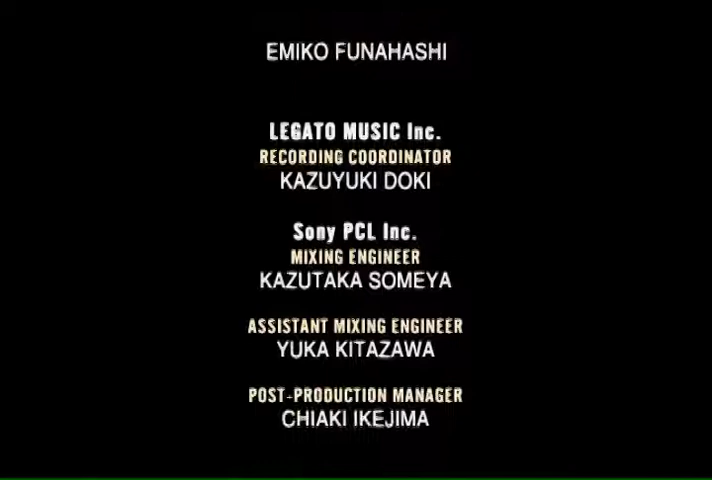 EMIKO FUNAHASHI
LEGATO MUSIC Inc.
RECORDING COORDINATOR
KAZUYUKI DOKI
Sony PCL Inc.
MIXING ENGINEER
KAZUTAKA SOMEYA
ASSISTANT MIXING ENGINEER
YUKA KITAZAWA
POST-PRODUCTION MANAGER
CHIAKI IKEJIMA